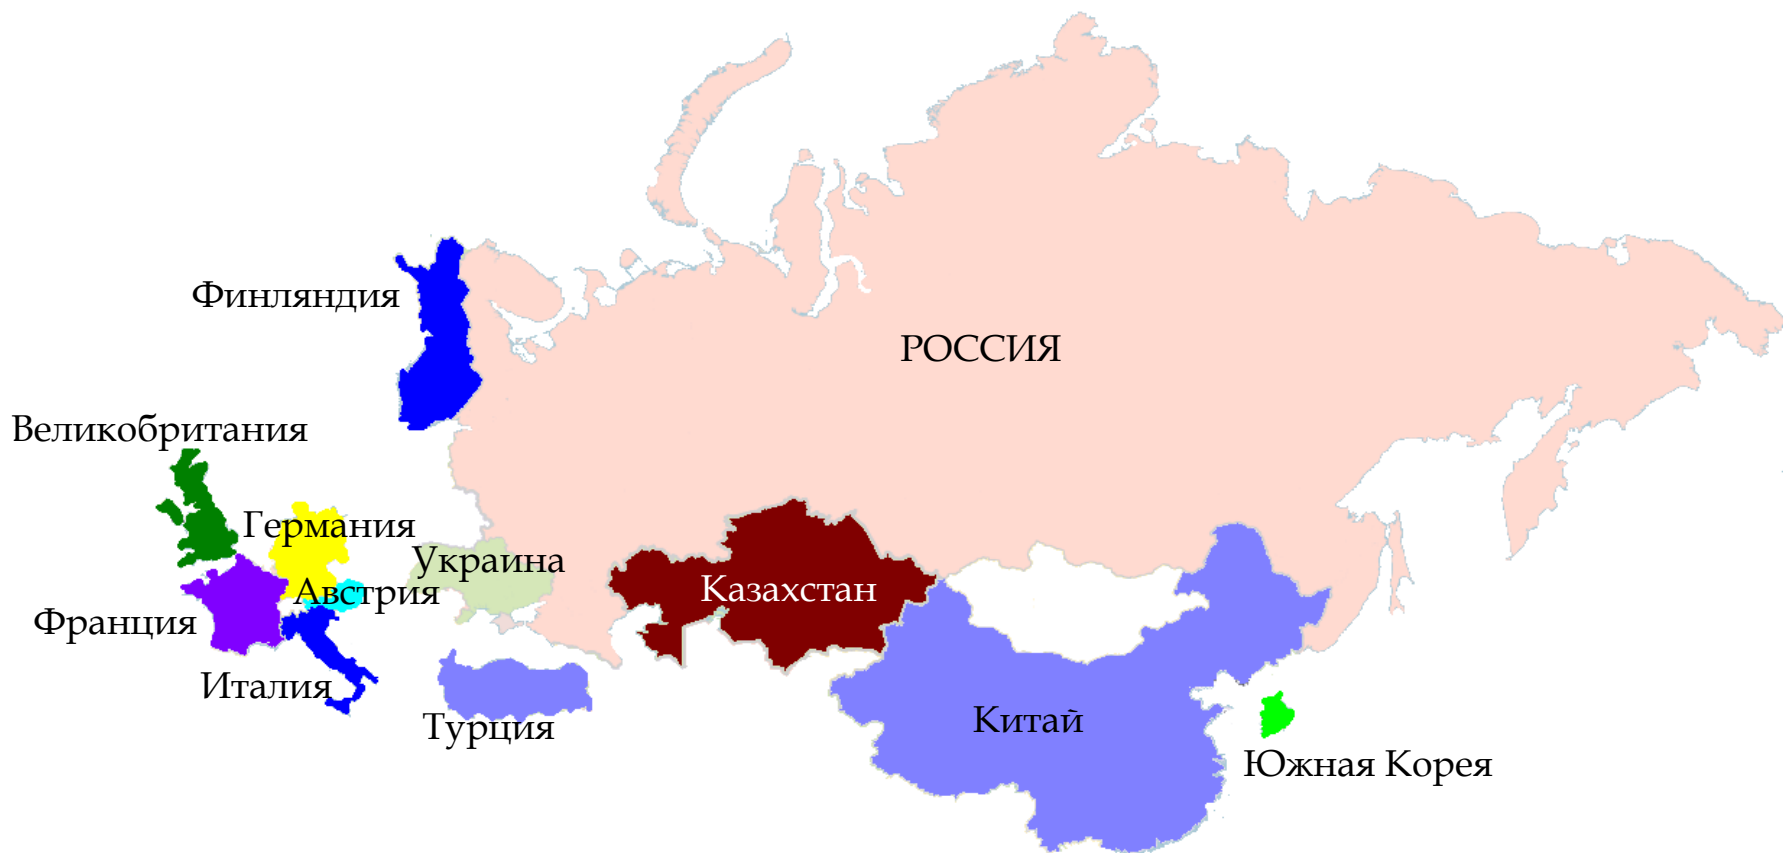 Финляндия
РОССИЯ
Великобритания
Германия
Украина
Австрия
Казахстан
Франция
Италия
Турция
Китай
Южная Корея